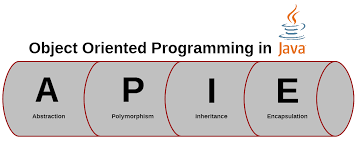 Object Oriented Programming in Java
A P I E
Abstraction Polymorphism Inheritance Encapsulation